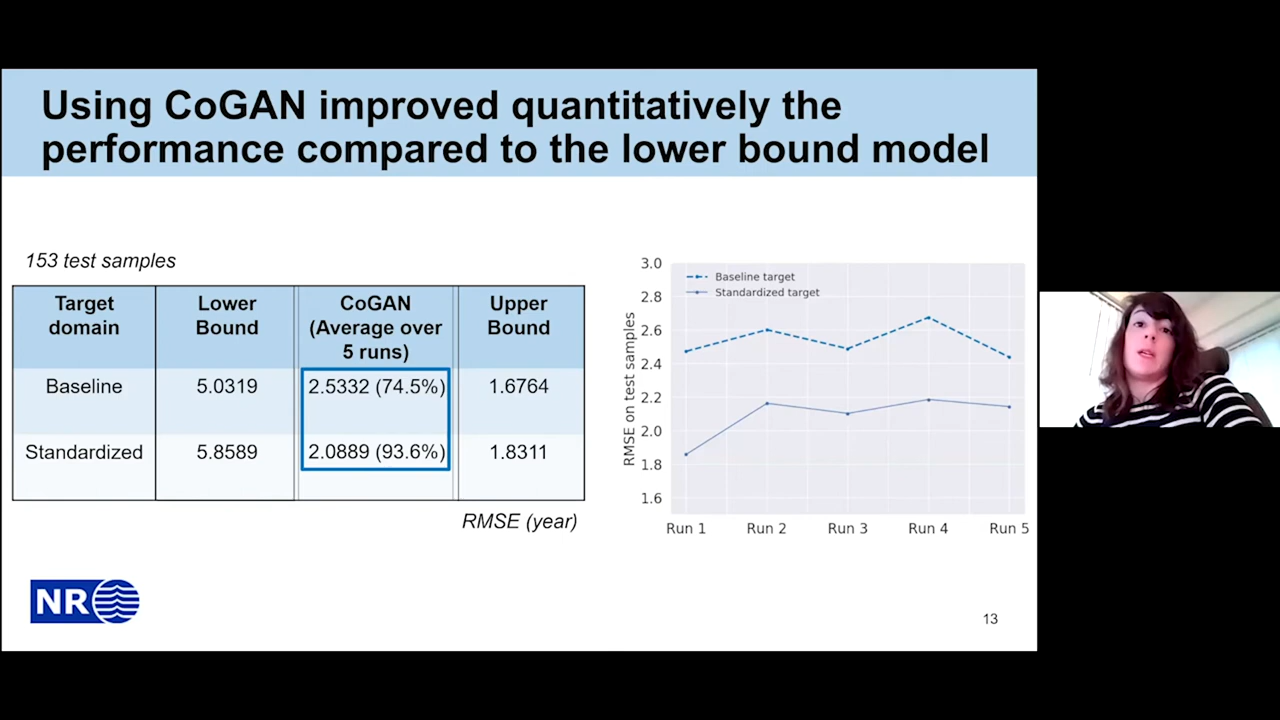 Using CoGAN improved quantitatively the
performance compared to the lower bound model
153 test samples
Target domain
Lower Bound
CoGAN (Average over 5 runs)
Upper Bound
Baseline 5.0319 2.5332 (74.5%) 1.6764
Standardized 5.8589 2.0889 (93.6%) 1.8311
RMSE (year)
RMSE on test samples
3.0
2.8
2.6
2.4
2.2
2.0
1.8
1.6
Baseline target
Standardized target
Run 1 Run 2 Run 3 Run 4 Run 5
NR
13